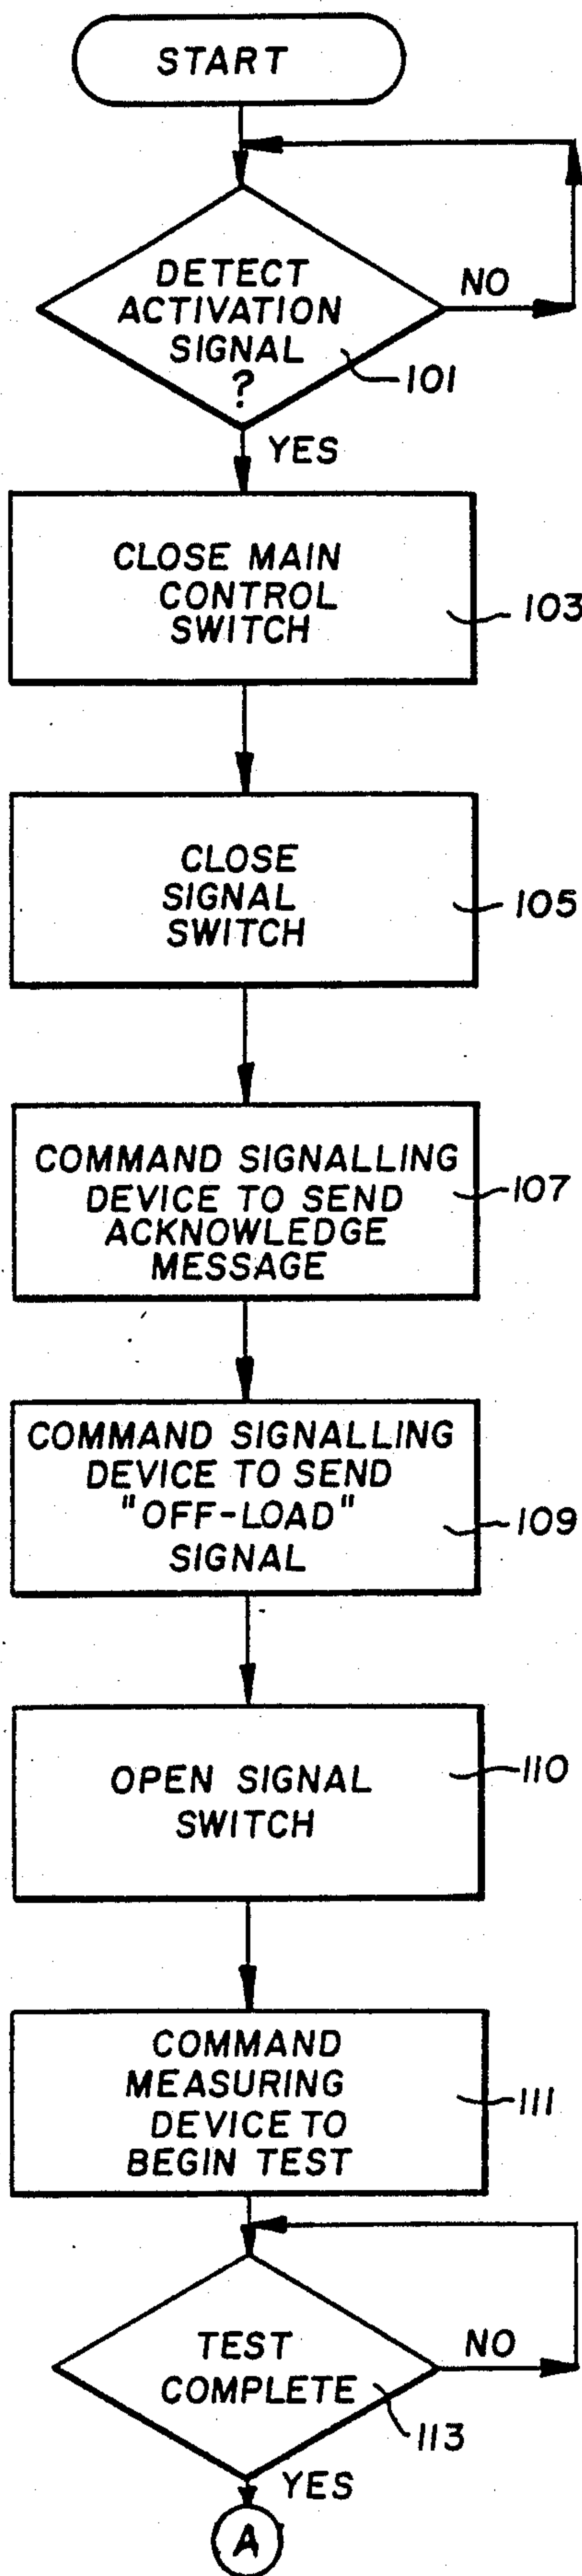 START
DETECT
ACTIVATION
SIGNAL
?
NO
101
YES
CLOSE MAIN
CONTROL
SWITCH
103
CLOSE
SIGNAL
SWITCH
105
COMMAND SIGNALLING
DEVICE TO SEND
ACKNOWLEDGE
MESSAGE
107
COMMAND SIGNALLING
DEVICE TO SEND
"OFF-LOAD"
SIGNAL
109
OPEN SIGNAL
SWITCH
110
COMMAND
MEASURING
DEVICE TO
BEGIN TEST
111
TEST
COMPLETE
NO
113
YES
A